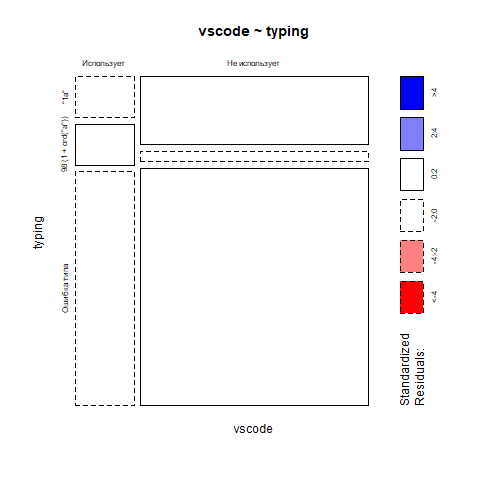 vscode ~ typing
Использует
Не использует
"1a"
98 (1 + ord("a"))
Ошибка типа
typing
vscode
Standardized
Residuals:
<-4
-4:-2
-2:0
0:2
2:4
>4